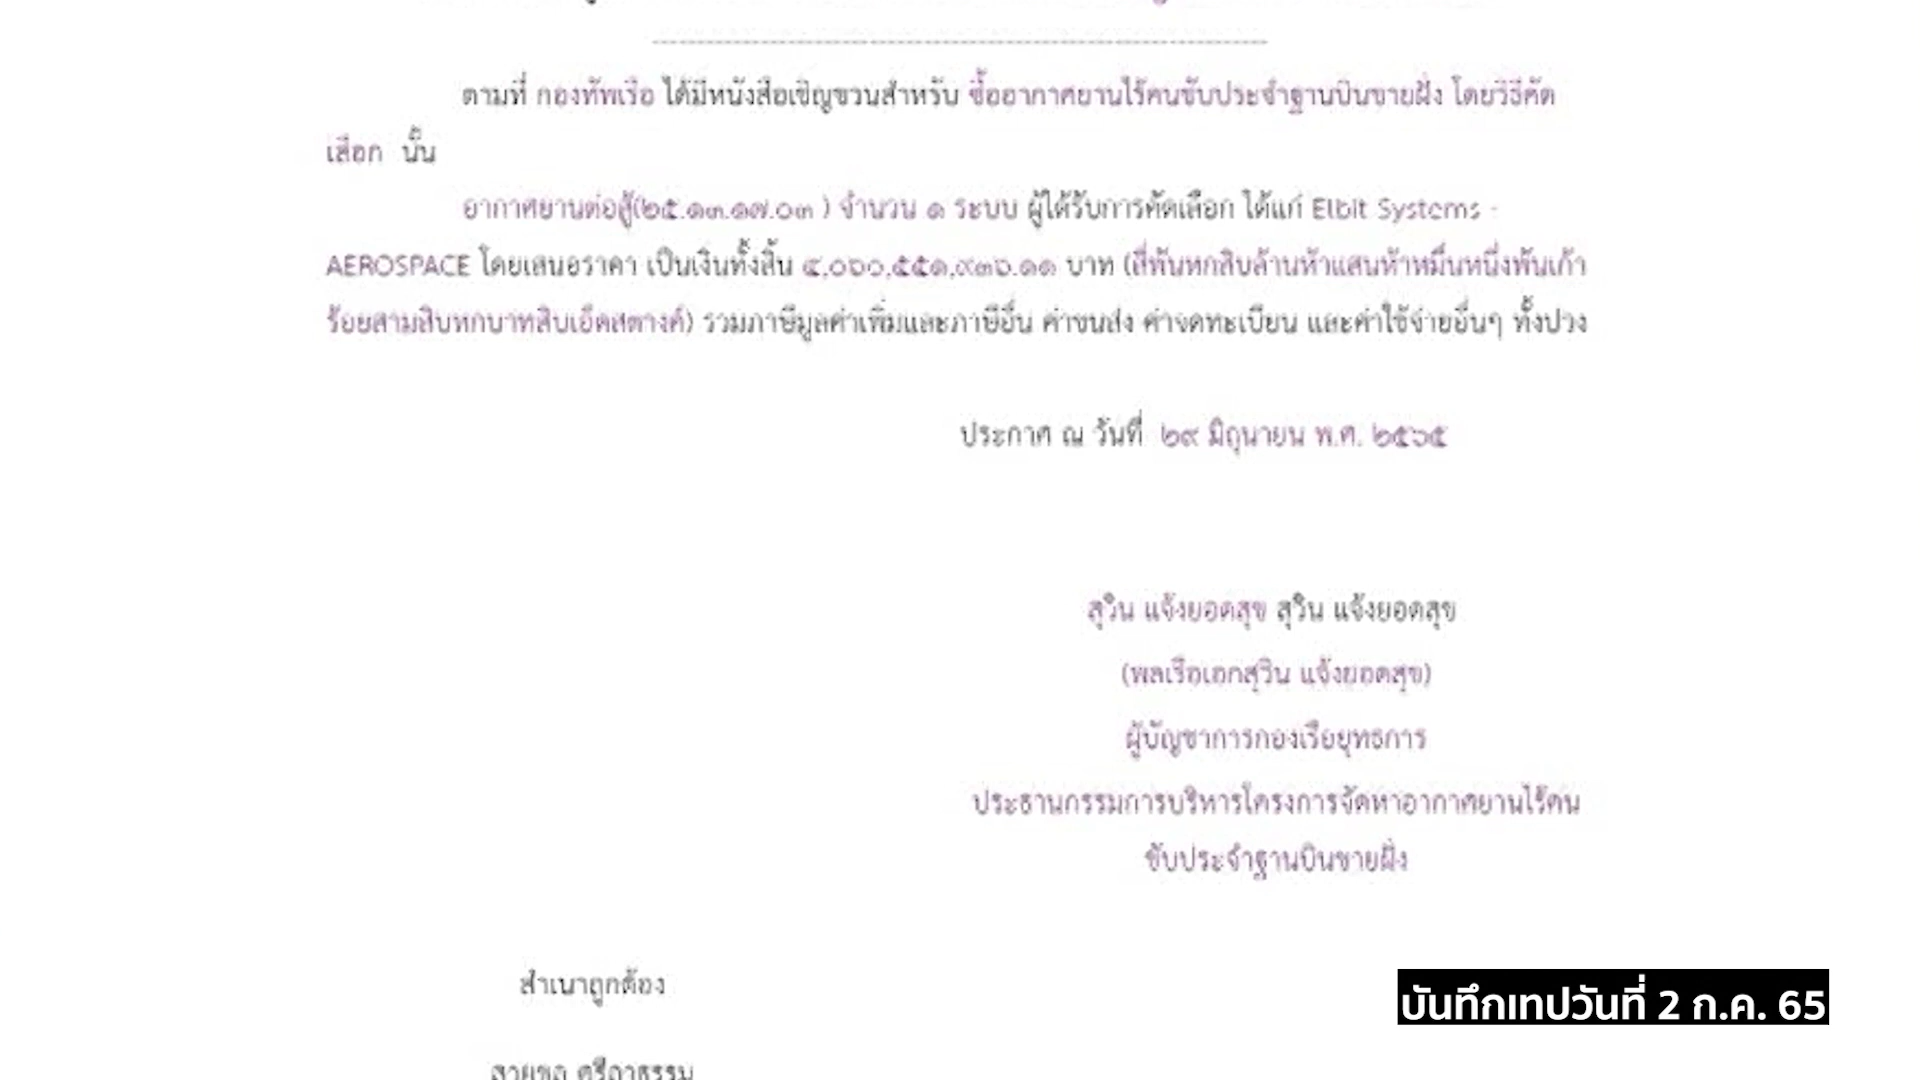 ตามที่ กองทัพเรือ ได้มีหนังสือเชิญชวนสำหรับ ซื้ออากาศยานไร้คนขับประจำฐานบินชายฝั่ง โดยวิธีคัด
เลือก นั้น
อากาศยานต่อสู้(๒๕.๑๓.๑๗.๐๓ ) จำนวน ๑ ระบบ ผู้ได้รับการคัดเลือก ได้แก่ Elbit Systems -
AEROSPACE โดยเสนอราคา เป็นเงินทั้งสิ้น ๔,๐๖๐,๕๕๑,๙๓๖.๑๑ บาท (สี่พันหกสิบล้านห้าแสนห้าหมื่นหนึ่งพันเก้า
ร้อยสามสิบหกบาทสิบเอ็ดสตางค์) รวมภาษีมูลค่าเพิ่มและภาษีอื่น ค่าขนส่ง ค่าจดทะเบียน และค่าใช้จ่ายอื่นๆ ทั้งปวง
ประกาศ ณ วันที่ ๒๙ มิถุนายน พ.ศ. ๒๕๖๕
สุวิน แจ้งยอดสุข สุวิน แจ้งยอดสุข
(พลเรือเอกสุวิน แจ้งยอดสุข)
ผู้บัญชาการกองเรือยุทธการ
ประธานกรรมการบริหารโครงการจัดหาอากาศยานไร้คน
ขับประจำฐานบินชายฝั่ง
สำเนาถูกต้อง
บันทึกเทปวันที่ 2 ก.ค. 65